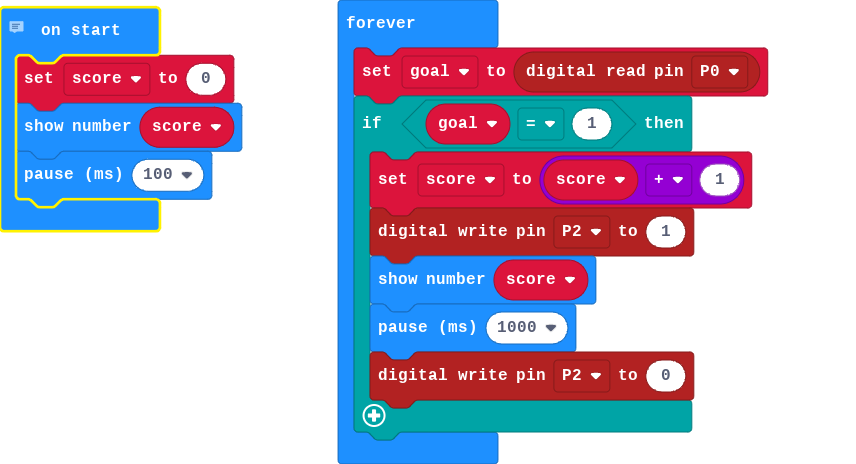 on start
set score to 0
show number score
pause (ms) 100
forever
set goal to digital read pin P0
if goal = 1 then
set score to score + 1
digital write pin P2 to 1
show number score
pause (ms) 1000
digital write pin P2 to 0